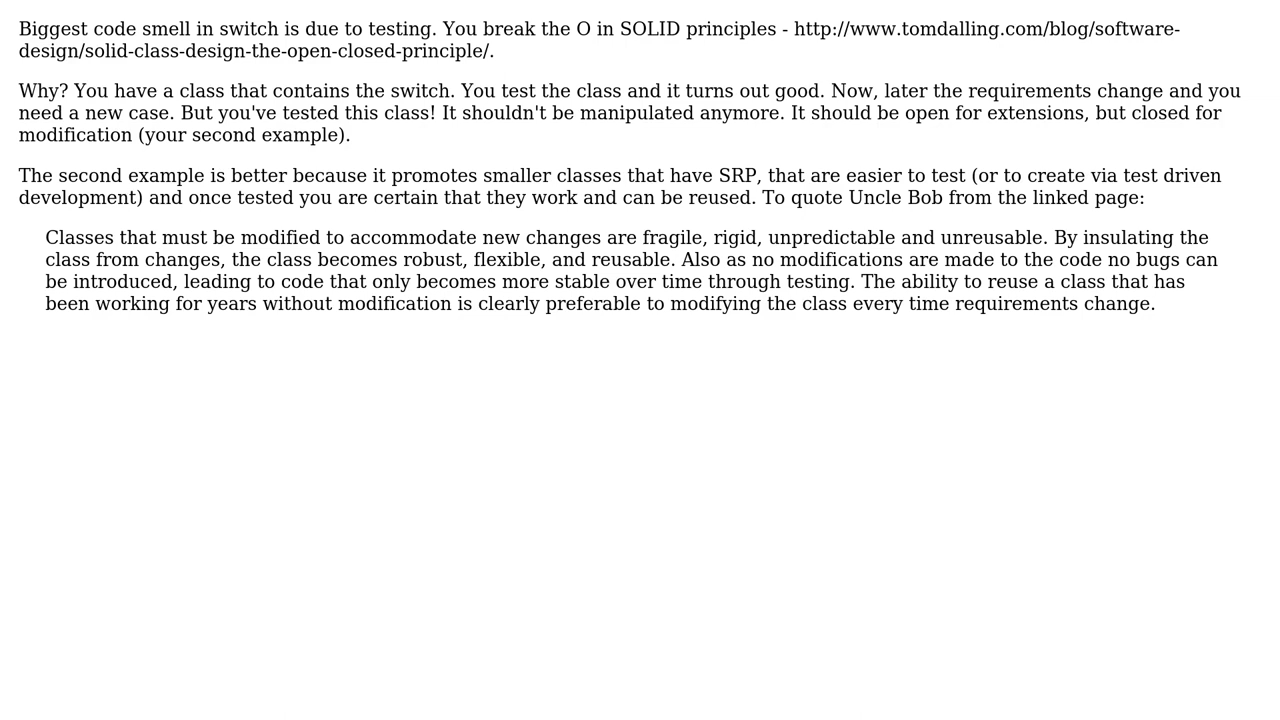 Biggest code smell in switch is due to testing. You break the O in SOLID principles - http://www.tomdalling.com/blog/software-
design/solid-class-design-the-open-closed-principle/.
Why? You have a class that contains the switch. You test the class and it turns out good. Now, later the requirements change and you
need a new case. But you've tested this class! It shouldn't be manipulated anymore. It should be open for extensions, but closed for
modification (your second example).
The second example is better because it promotes smaller classes that have SRP, that are easier to test (or to create via test driven
development) and once tested you are certain that they work and can be reused. To quote Uncle Bob from the linked page:
Classes that must be modified to accommodate new changes are fragile, rigid, unpredictable and unreusable. By insulating the
class from changes, the class becomes robust, flexible, and reusable. Also as no modifications are made to the code no bugs can
be introduced, leading to code that only becomes more stable over time through testing. The ability to reuse a class that has
been working for years without modification is clearly preferable to modifying the class every time requirements change.